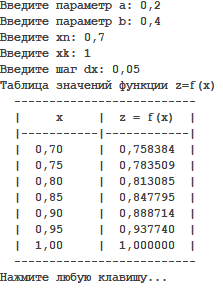 Введите параметр a: 0,2
Введите параметр b: 0,4
Введите xn: 0,7
Введите xk: 1
Введите шаг dx: 0,05
Таблица значений функции z=f(x)
-------------------------
|     x     |  z = f(x)  |
|-----------|------------|
|   0,70    |  0,758384  |
|   0,75    |  0,783509  |
|   0,80    |  0,813085  |
|   0,85    |  0,847795  |
|   0,90    |  0,888714  |
|   0,95    |  0,937740  |
|   1,00    |  1,000000  |
-------------------------
Нажмите любую клавишу...